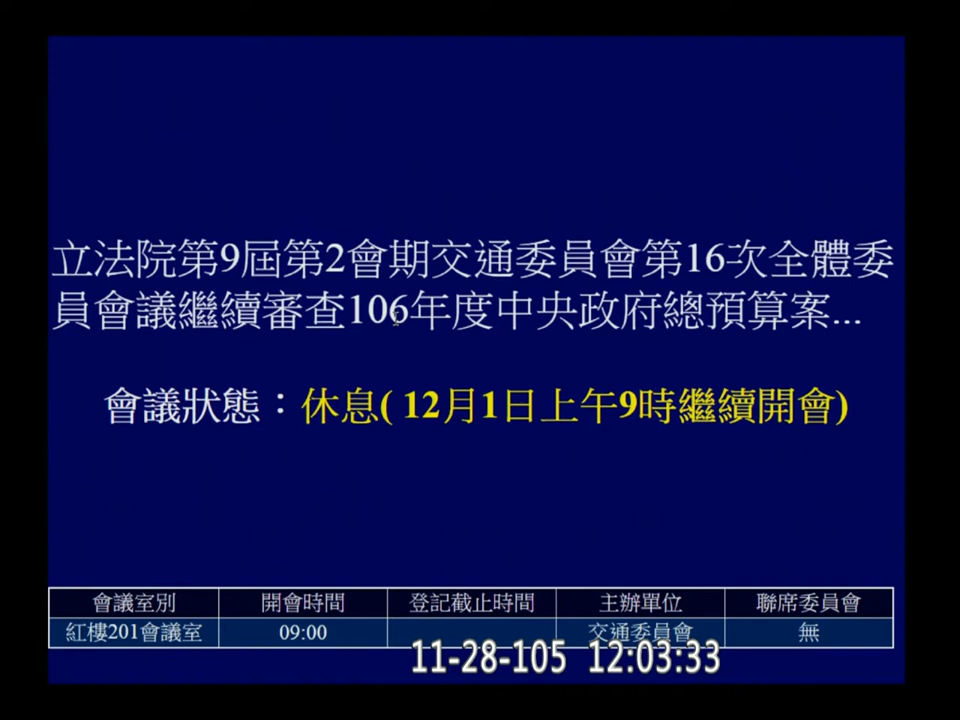 立法院第9屆第2會期交通委員會第16次全體委
員會議繼續審查106年度中央政府總預算案...
會議狀態：休息( 12月1日上午9時繼續開會)
會議室別 開會時間 登記截止時間 主辦單位 聯席委員會
紅樓201會議室 09:00 交通委員會 無
11-28-105 12:03:33